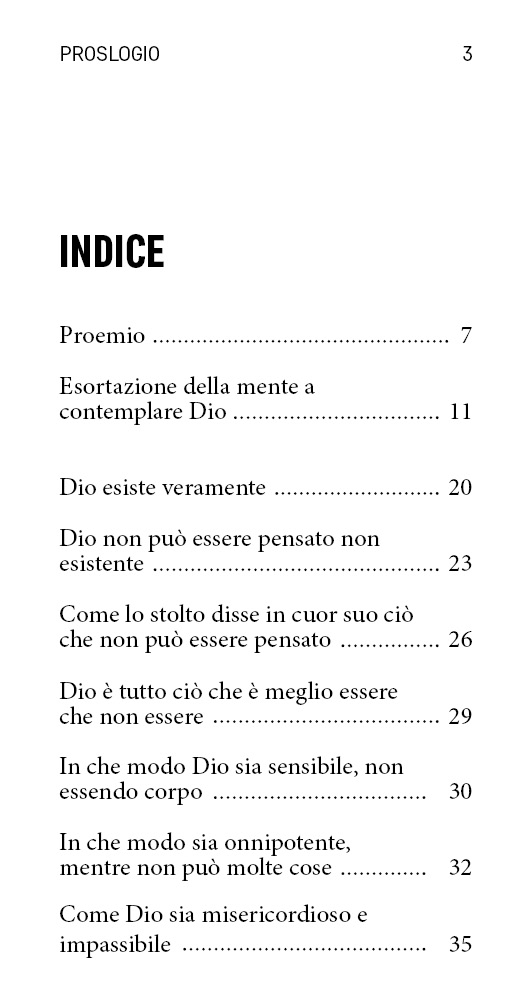 PROSLOGIO 3
INDICE
Proemio ................................................ 7
Esortazione della mente a
contemplare Dio .................................. 11
Dio esiste veramente ........................... 20
Dio non può essere pensato non
esistente ............................................... 23
Come lo stolto disse in cuor suo ciò
che non può essere pensato ................ 26
Dio è tutto ciò che è meglio essere
che non essere ..................................... 29
In che modo Dio sia sensibile, non
essendo corpo ................................... 30
In che modo sia onnipotente,
mentre non può molte cose .............. 32
Come Dio sia misericordioso e
impassibile ........................................ 35